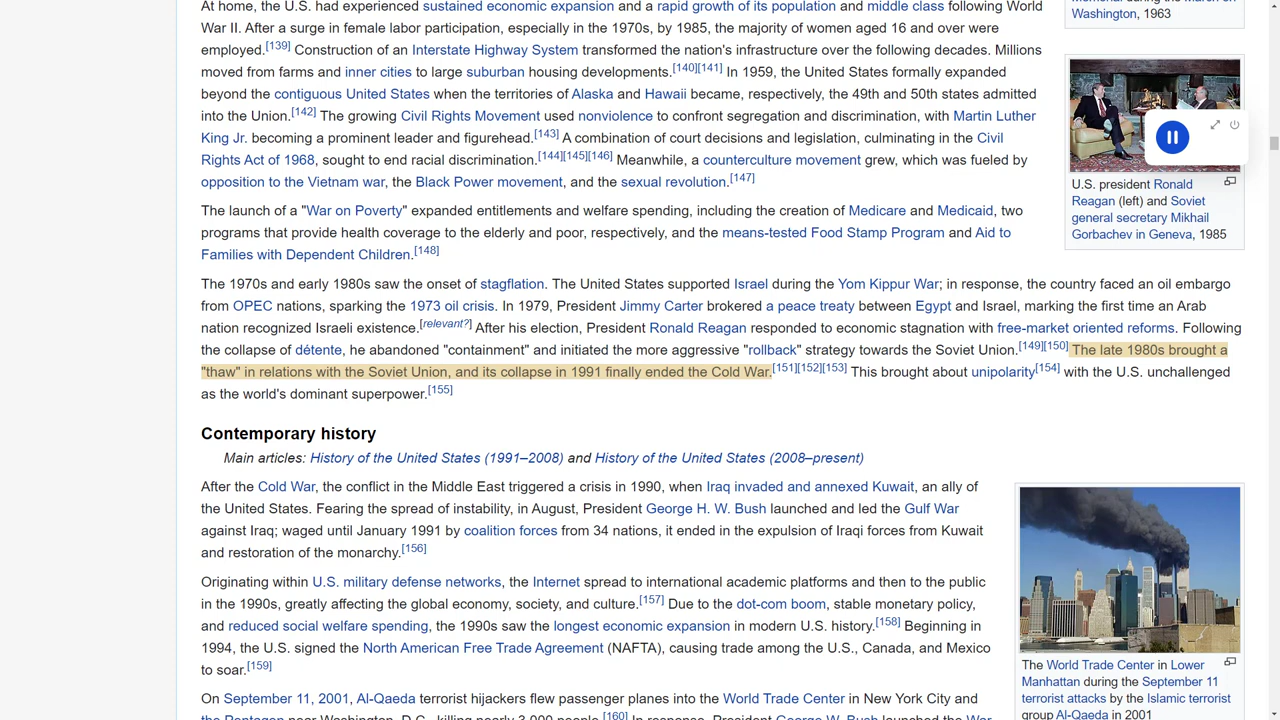 At home, the U.S. had experienced sustained economic expansion and a rapid growth of its population and middle class following World
War II. After a surge in female labor participation, especially in the 1970s, by 1985, the majority of women aged 16 and over were
employed.[139] Construction of an Interstate Highway System transformed the nation's infrastructure over the following decades. Millions
moved from farms and inner cities to large suburban housing developments.[140][141] In 1959, the United States formally expanded
beyond the contiguous United States when the territories of Alaska and Hawaii became, respectively, the 49th and 50th states admitted
into the Union.[142] The growing Civil Rights Movement used nonviolence to confront segregation and discrimination, with Martin Luther
King Jr. becoming a prominent leader and figurehead.[143] A combination of court decisions and legislation, culminating in the Civil
Rights Act of 1968, sought to end racial discrimination.[144][145][146] Meanwhile, a counterculture movement grew, which was fueled by
opposition to the Vietnam war, the Black Power movement, and the sexual revolution.[147]
The launch of a "War on Poverty" expanded entitlements and welfare spending, including the creation of Medicare and Medicaid, two
programs that provide health coverage to the elderly and poor, respectively, and the means-tested Food Stamp Program and Aid to
Families with Dependent Children.[148]
Washington, 1963
U.S. president Ronald
Reagan (left) and Soviet
general secretary Mikhail
Gorbachev in Geneva, 1985
The 1970s and early 1980s saw the onset of stagflation. The United States supported Israel during the Yom Kippur War; in response, the country faced an oil embargo
from OPEC nations, sparking the 1973 oil crisis. In 1979, President Jimmy Carter brokered a peace treaty between Egypt and Israel, marking the first time an Arab
nation recognized Israeli existence.[relevant?] After his election, President Ronald Reagan responded to economic stagnation with free-market oriented reforms. Following
the collapse of détente, he abandoned "containment" and initiated the more aggressive "rollback" strategy towards the Soviet Union.[149][150] The late 1980s brought a
"thaw" in relations with the Soviet Union, and its collapse in 1991 finally ended the Cold War.[151][152][153] This brought about unipolarity[154] with the U.S. unchallenged
as the world's dominant superpower.[155]
Contemporary history
Main articles: History of the United States (1991–2008) and History of the United States (2008–present)
After the Cold War, the conflict in the Middle East triggered a crisis in 1990, when Iraq invaded and annexed Kuwait, an ally of
the United States. Fearing the spread of instability, in August, President George H. W. Bush launched and led the Gulf War
against Iraq; waged until January 1991 by coalition forces from 34 nations, it ended in the expulsion of Iraqi forces from Kuwait
and restoration of the monarchy.[156]
Originating within U.S. military defense networks, the Internet spread to international academic platforms and then to the public
in the 1990s, greatly affecting the global economy, society, and culture.[157] Due to the dot-com boom, stable monetary policy,
and reduced social welfare spending, the 1990s saw the longest economic expansion in modern U.S. history.[158] Beginning in
1994, the U.S. signed the North American Free Trade Agreement (NAFTA), causing trade among the U.S., Canada, and Mexico
to soar.[159]
On September 11, 2001, Al-Qaeda terrorist hijackers flew passenger planes into the World Trade Center in New York City and
the Pentagon near Washington, D.C., killing nearly 3,000 people.[160] In response, President George W. Bush launched the War
The World Trade Center in Lower
Manhattan during the September 11
terrorist attacks by the Islamic terrorist
group Al-Qaeda in 2001